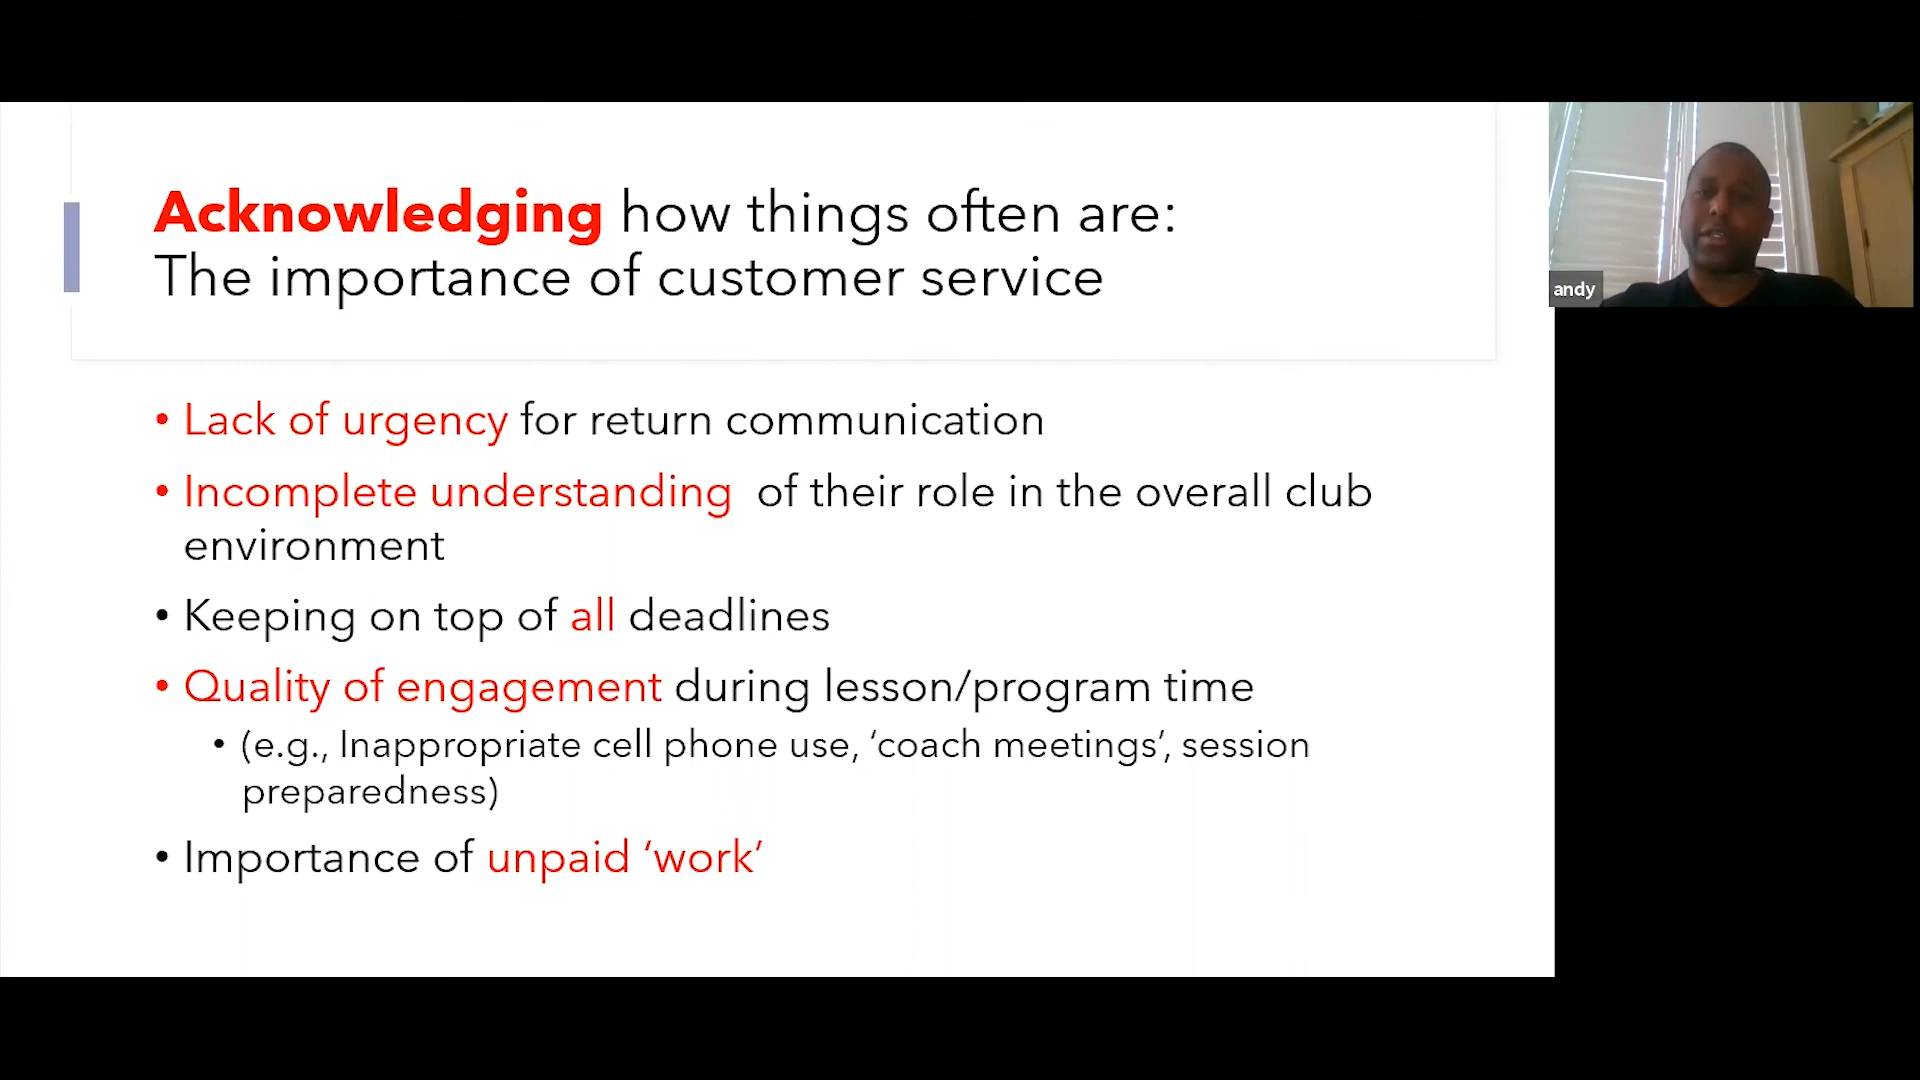 Acknowledging how things often are:
The importance of customer service
• Lack of urgency for return communication
• Incomplete understanding  of their role in the overall club
environment
• Keeping on top of all deadlines
• Quality of engagement during lesson/program time
• (e.g., Inappropriate cell phone use, ‘coach meetings’, session
preparedness)
• Importance of unpaid ‘work’
andy